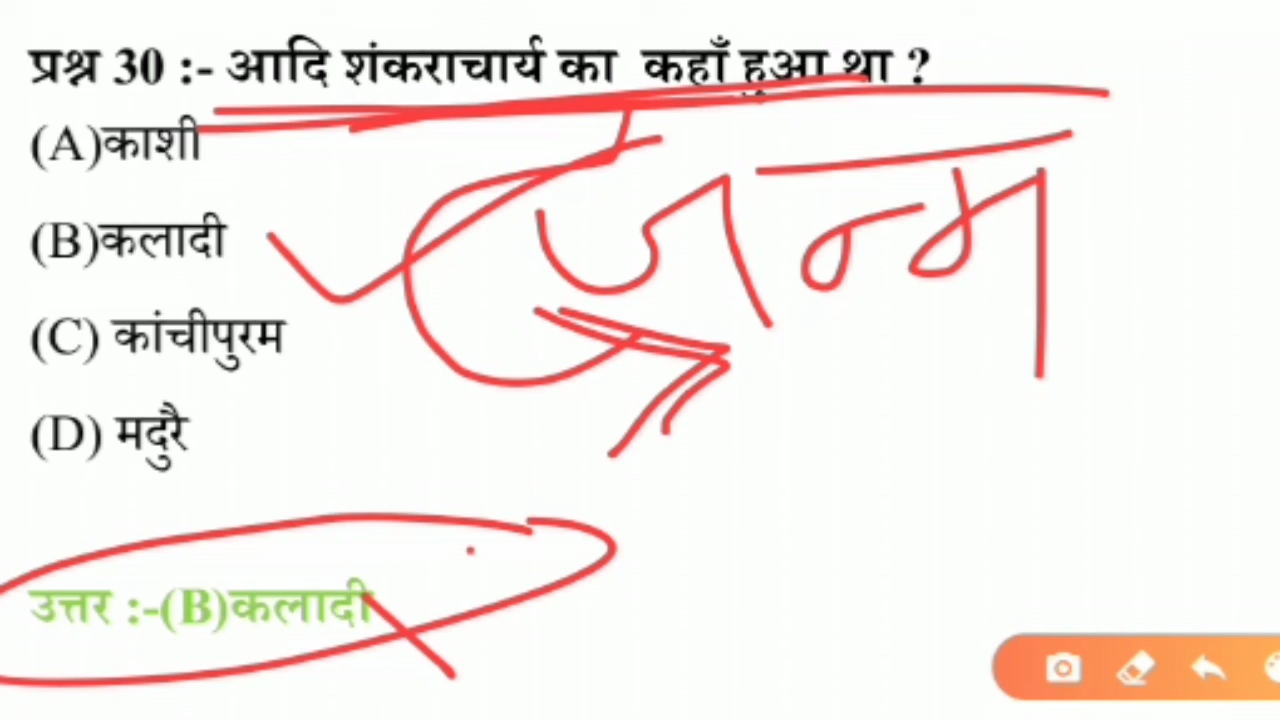 प्रश्न 30 :- आदि शंकराचार्य का कहाँ हुआ था ?
(A)काशी
जन्म
(B)कलादी
(C) कांचीपुरम
(D) मदुरै
उत्तर :-(B)कलादी